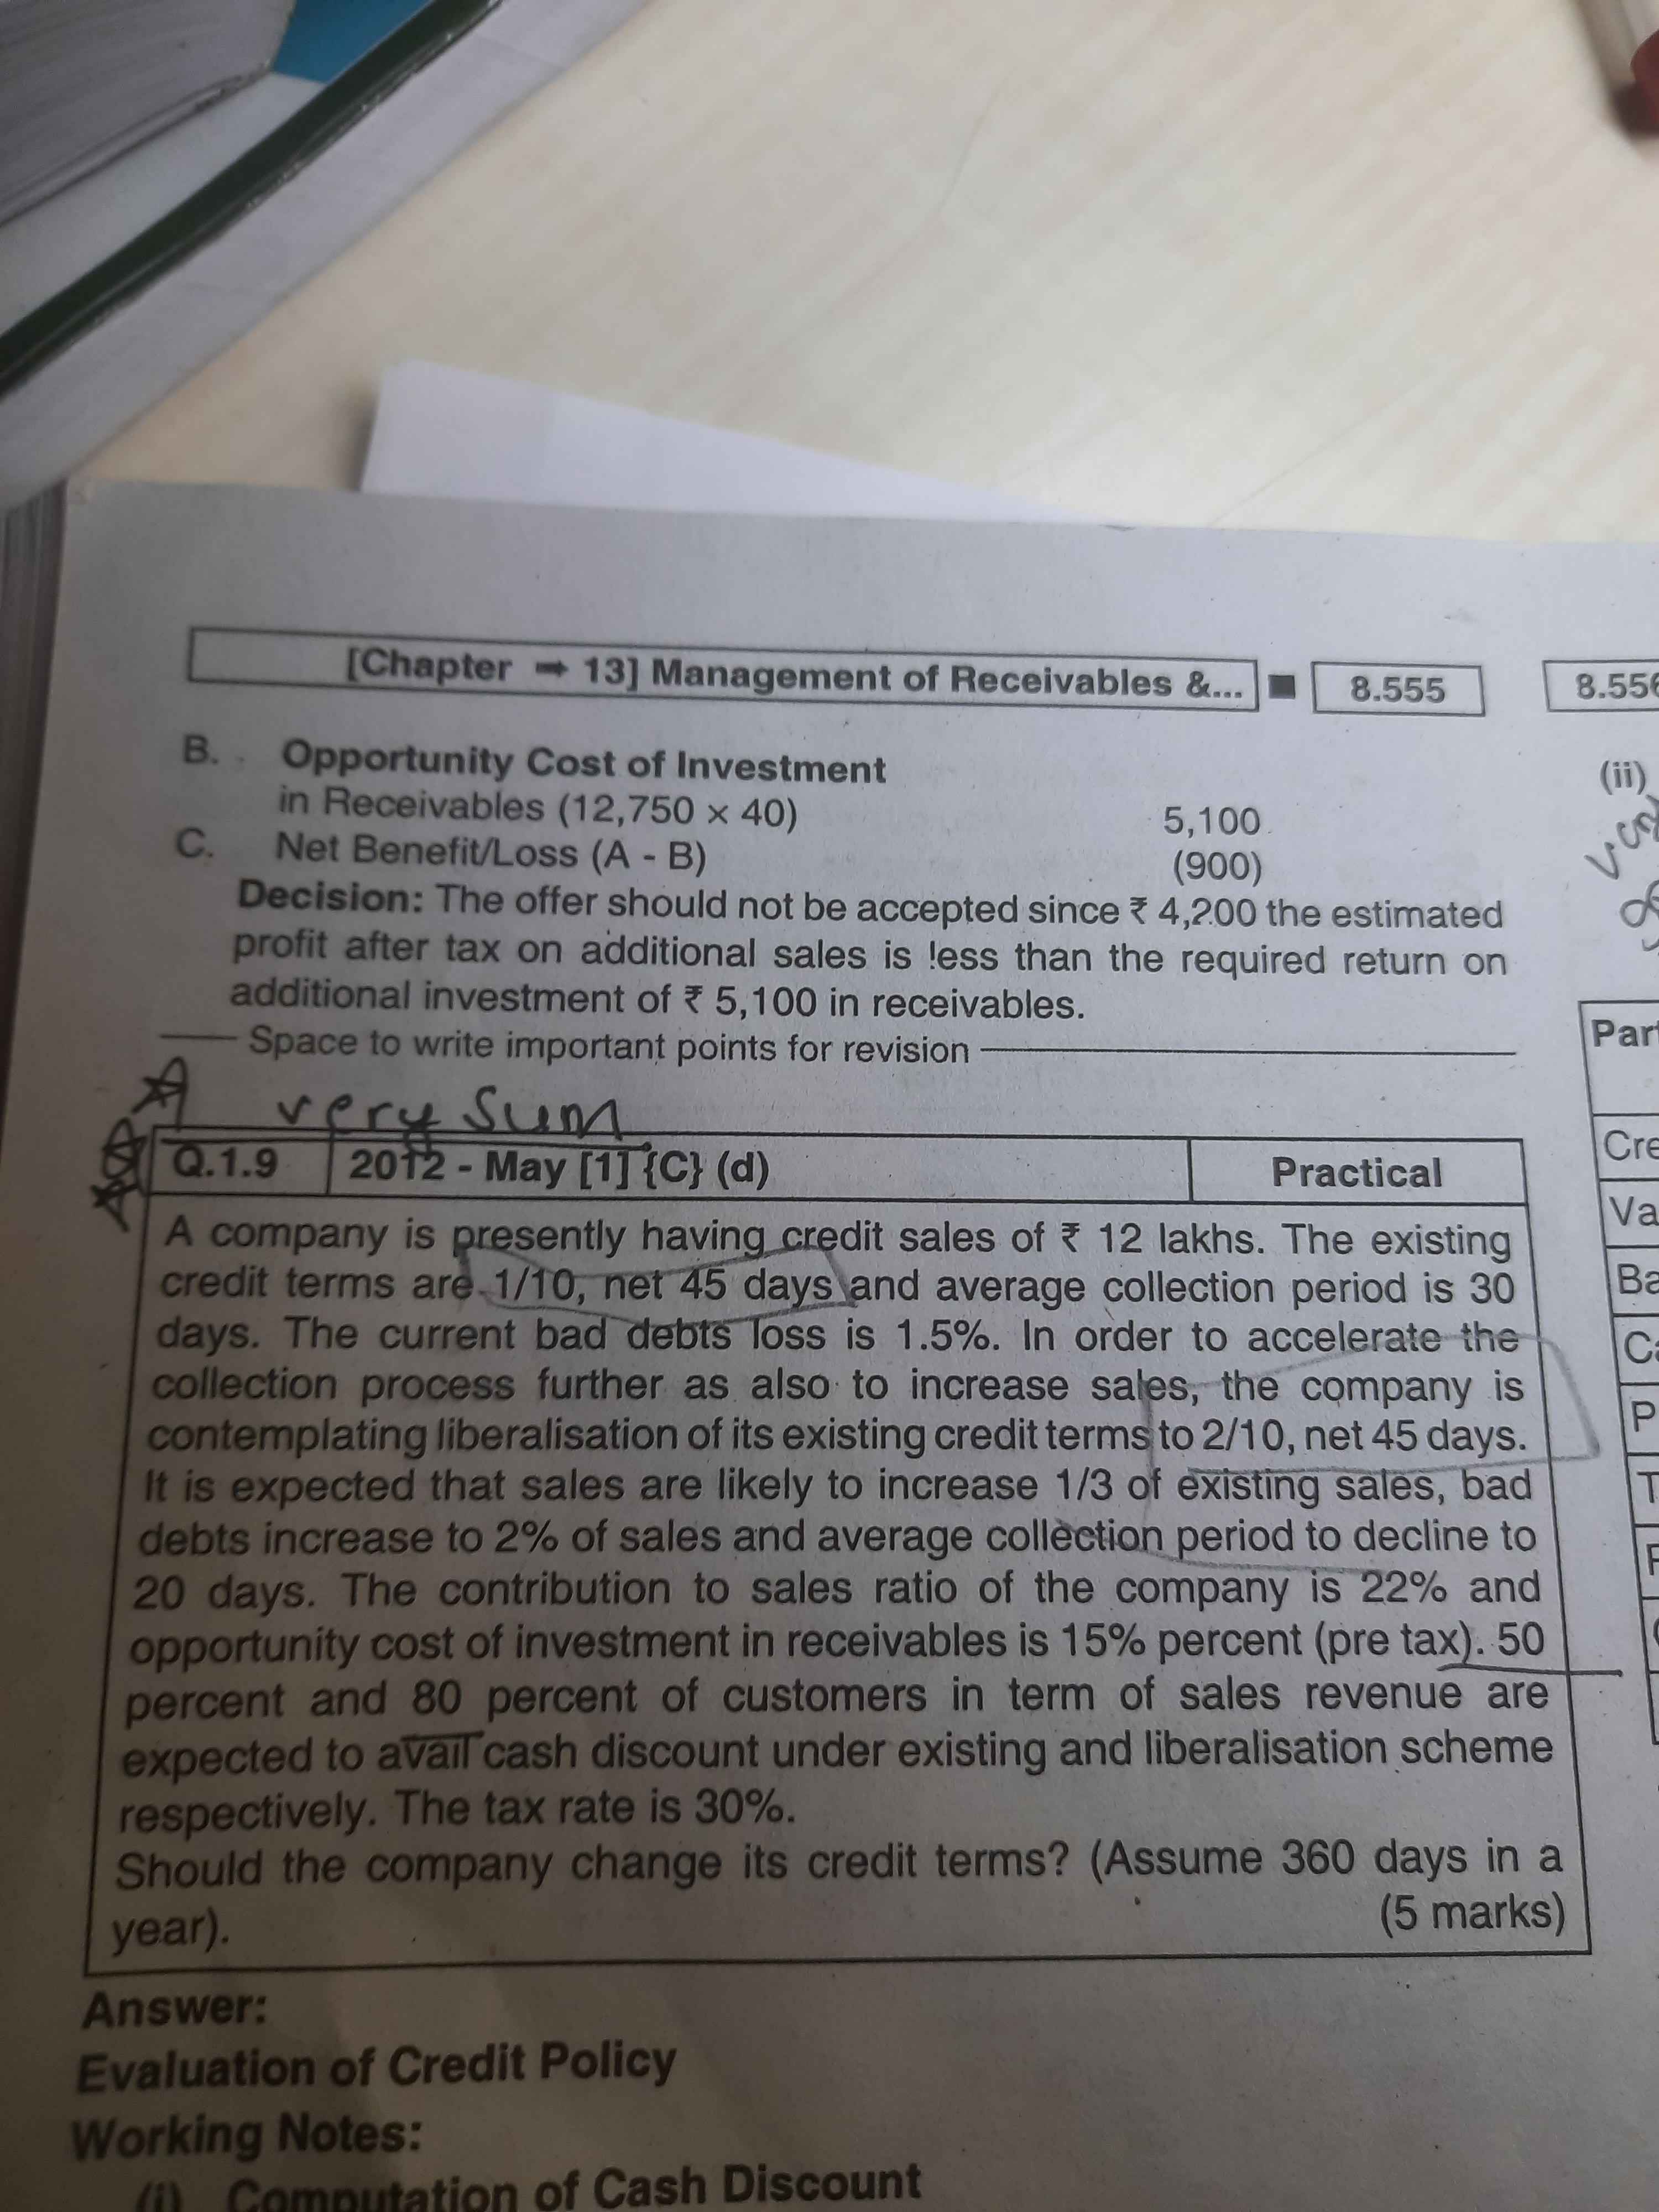 [Chapter ➡ 13] Management of Receivables &... ■ 8.555
B. Opportunity Cost of Investment
in Receivables (12,750 × 40) 5,100
C. Net Benefit/Loss (A - B) (900)
Decision: The offer should not be accepted since ₹ 4,200 the estimated
profit after tax on additional sales is less than the required return on
additional investment of ₹ 5,100 in receivables.
Space to write important points for revision
very Sum
Q.1.9 2012 - May [1] {C} (d) Practical
A company is presently having credit sales of ₹ 12 lakhs. The existing
credit terms are 1/10, net 45 days and average collection period is 30
days. The current bad debts loss is 1.5%. In order to accelerate the
collection process further as also to increase sales, the company is
contemplating liberalisation of its existing credit terms to 2/10, net 45 days.
It is expected that sales are likely to increase 1/3 of existing sales, bad
debts increase to 2% of sales and average collection period to decline to
20 days. The contribution to sales ratio of the company is 22% and
opportunity cost of investment in receivables is 15% percent (pre tax). 50
percent and 80 percent of customers in term of sales revenue are
expected to avail cash discount under existing and liberalisation scheme
respectively. The tax rate is 30%.
Should the company change its credit terms? (Assume 360 days in a
year). (5 marks)
Answer:
Evaluation of Credit Policy
Working Notes:
(i) Computation of Cash Discount
(ii)